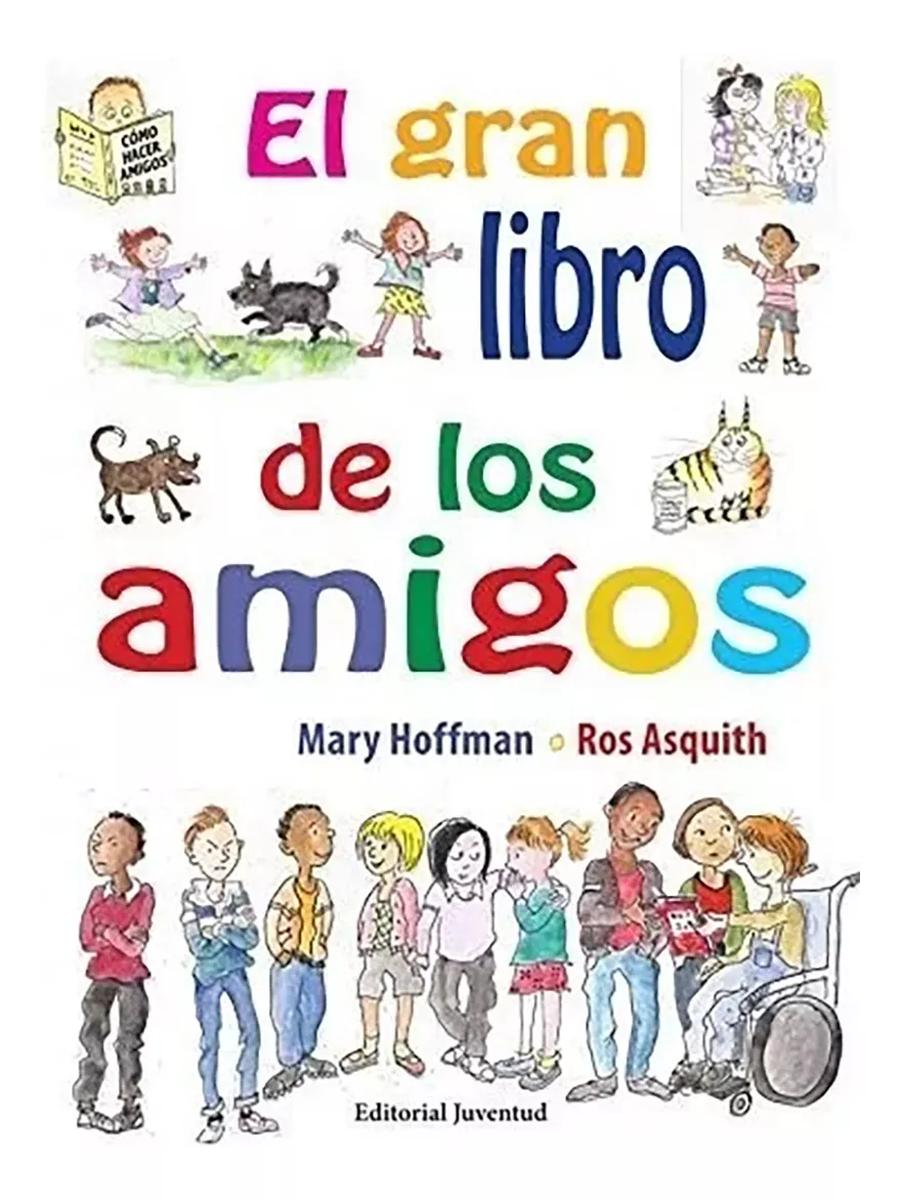 CÓMO
HACER
AMIGOS
El gran
libro
de los
amigos
Mary Hoffman • Ros Asquith
Editorial Juventud